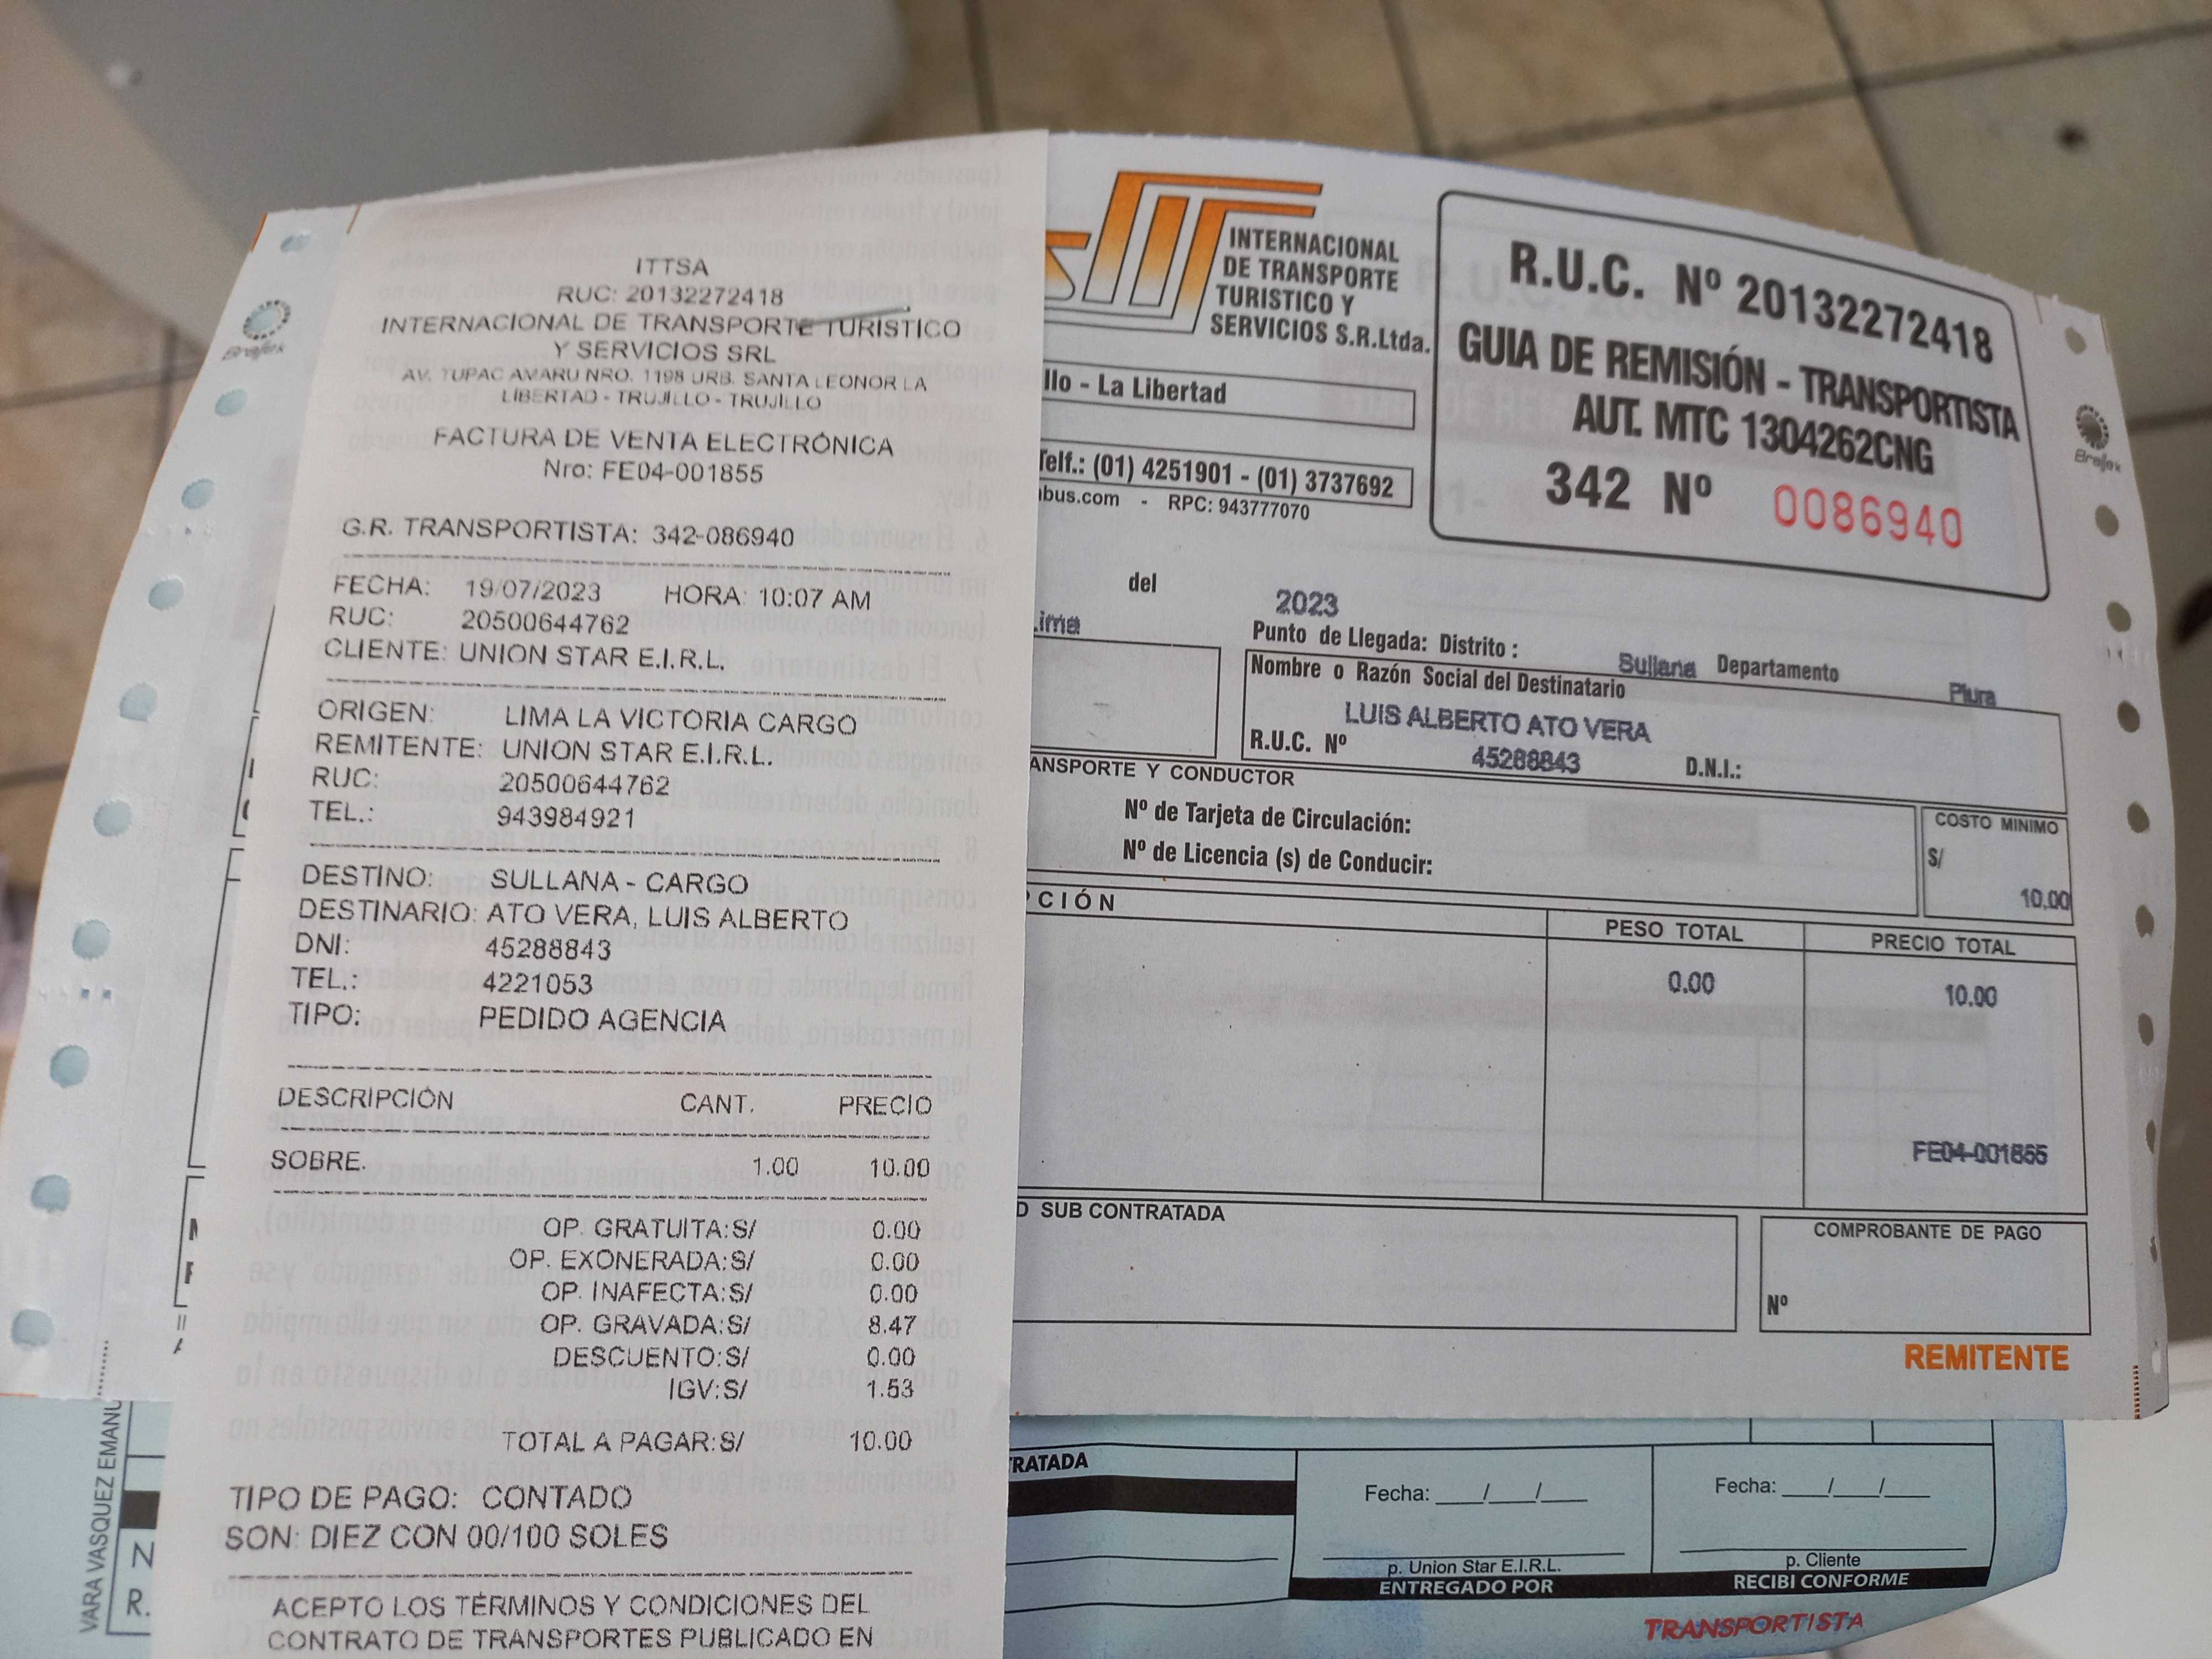 ITTSA
RUC: 20132272418
INTERNACIONAL DE TRANSPORTE TURISTICO
Y SERVICIOS SRL
AV. TUPAC AMARU NRO. 1198 URB. SANTA LEONOR LA
LIBERTAD - TRUJILLO - TRUJILLO
FACTURA DE VENTA ELECTRÓNICA
Nro: FE04-001855
G.R. TRANSPORTISTA: 342-086940
FECHA: 19/07/2023 HORA: 10:07 AM
RUC: 20500644762
CLIENTE: UNION STAR E.I.R.L.
ORIGEN: LIMA LA VICTORIA CARGO
REMITENTE: UNION STAR E.I.R.L.
RUC: 20500644762
TEL.: 943984921
DESTINO: SULLANA - CARGO
DESTINARIO: ATO VERA, LUIS ALBERTO
DNI: 45288843
TEL.: 4221053
TIPO: PEDIDO AGENCIA
DESCRIPCIÓN CANT. PRECIO
SOBRE. 1.00 10.00
OP. GRATUITA:S/ 0.00
OP. EXONERADA:S/ 0.00
OP. INAFECTA:S/ 0.00
OP. GRAVADA:S/ 8.47
DESCUENTO:S/ 0.00
IGV:S/ 1.53
TOTAL A PAGAR:S/ 10.00
TIPO DE PAGO: CONTADO
SON: DIEZ CON 00/100 SOLES
ACEPTO LOS TÉRMINOS Y CONDICIONES DEL
CONTRATO DE TRANSPORTES PUBLICADO EN
INTERNACIONAL
DE TRANSPORTE
TURISTICO Y
SERVICIOS S.R.Ltda.
llo - La Libertad
Telf.: (01) 4251901 - (01) 3737692
bus.com - RPC: 943777070
R.U.C. Nº 20132272418
GUIA DE REMISIÓN - TRANSPORTISTA
AUT. MTC 1304262CNG
342 Nº 0086940
del 2023
Lima
Punto de Llegada: Distrito : Sullana Departamento Piura
Nombre o Razón Social del Destinatario
LUIS ALBERTO ATO VERA
R.U.C. Nº 45288843 D.N.I.:
ANSPORTE Y CONDUCTOR
Nº de Tarjeta de Circulación:
Nº de Licencia (s) de Conducir:
COSTO MINIMO
S/
10.00
PCIÓN PESO TOTAL PRECIO TOTAL
0.00 10.00
FE04-001855
D SUB CONTRATADA
COMPROBANTE DE PAGO
Nº
REMITENTE
RATADA
Fecha: ___/___/___ Fecha: ___/___/___
p. Union Star E.I.R.L. p. Cliente
ENTREGADO POR RECIBI CONFORME
TRANSPORTISTA
VARA VASQUEZ EMANU
N
R.
Brajek
Brajek